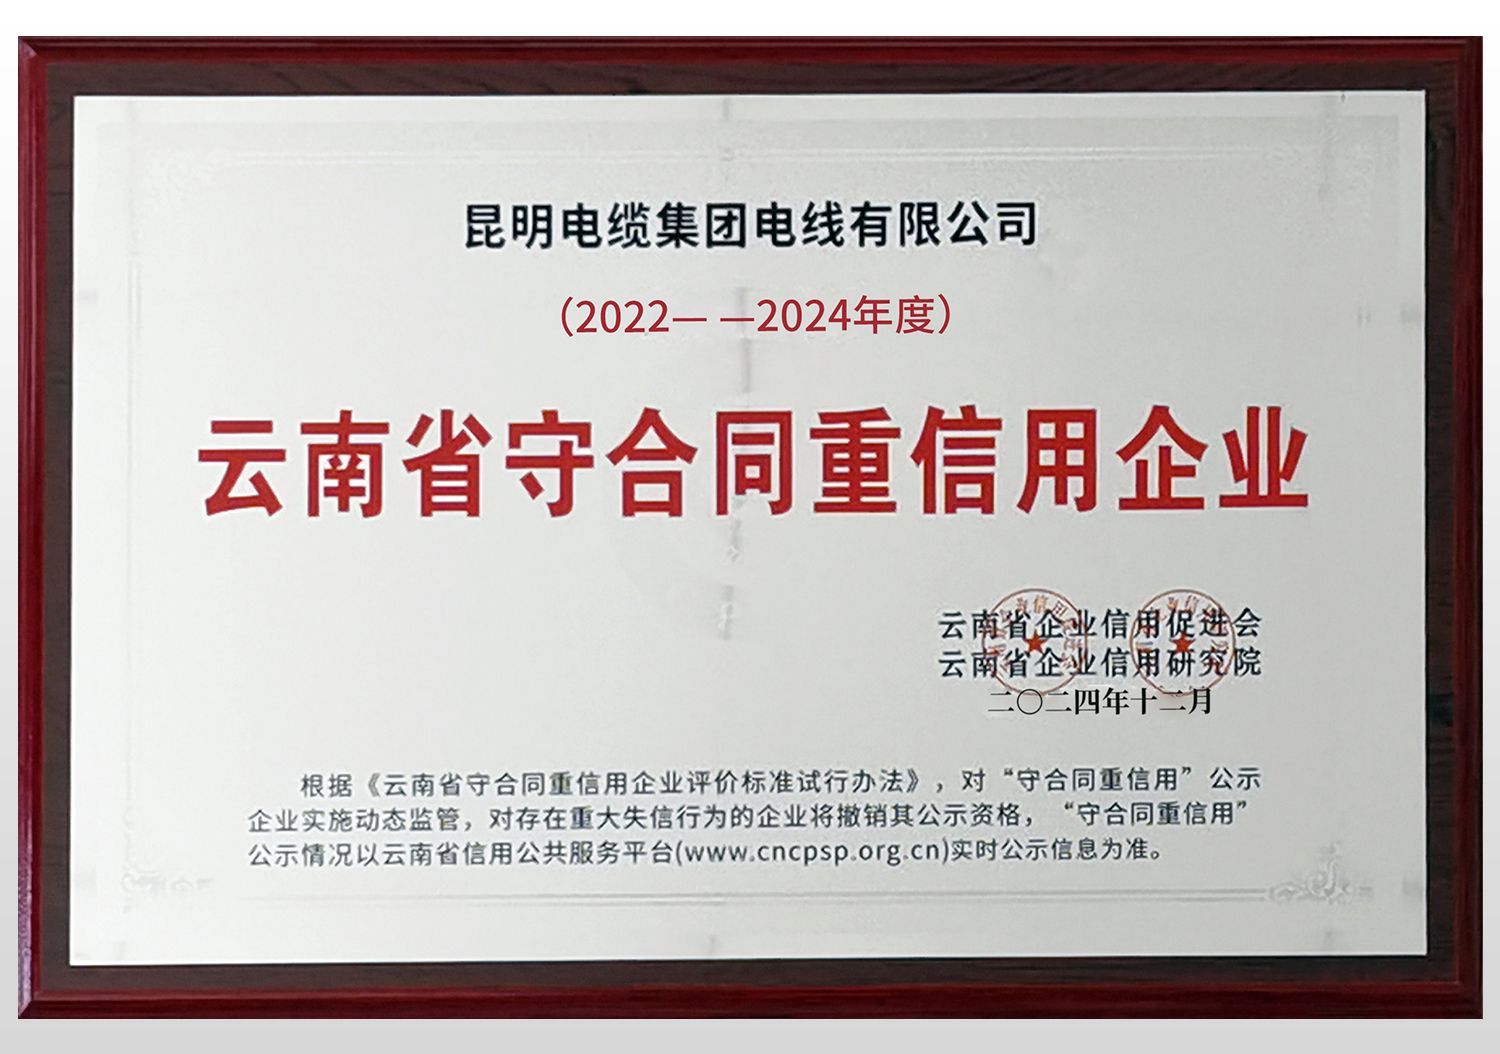 昆明电缆集团电线有限公司
（2022— —2024年度）
云南省守合同重信用企业
云南省企业信用促进会
云南省企业信用研究院
二〇二四年十二月
根据《云南省守合同重信用企业评价标准试行办法》，对“守合同重信用”公示
企业实施动态监管，对存在重大失信行为的企业将撤销其公示资格，“守合同重信用”
公示情况以云南省信用公共服务平台(www.cncpsp.org.cn)实时公示信息为准。